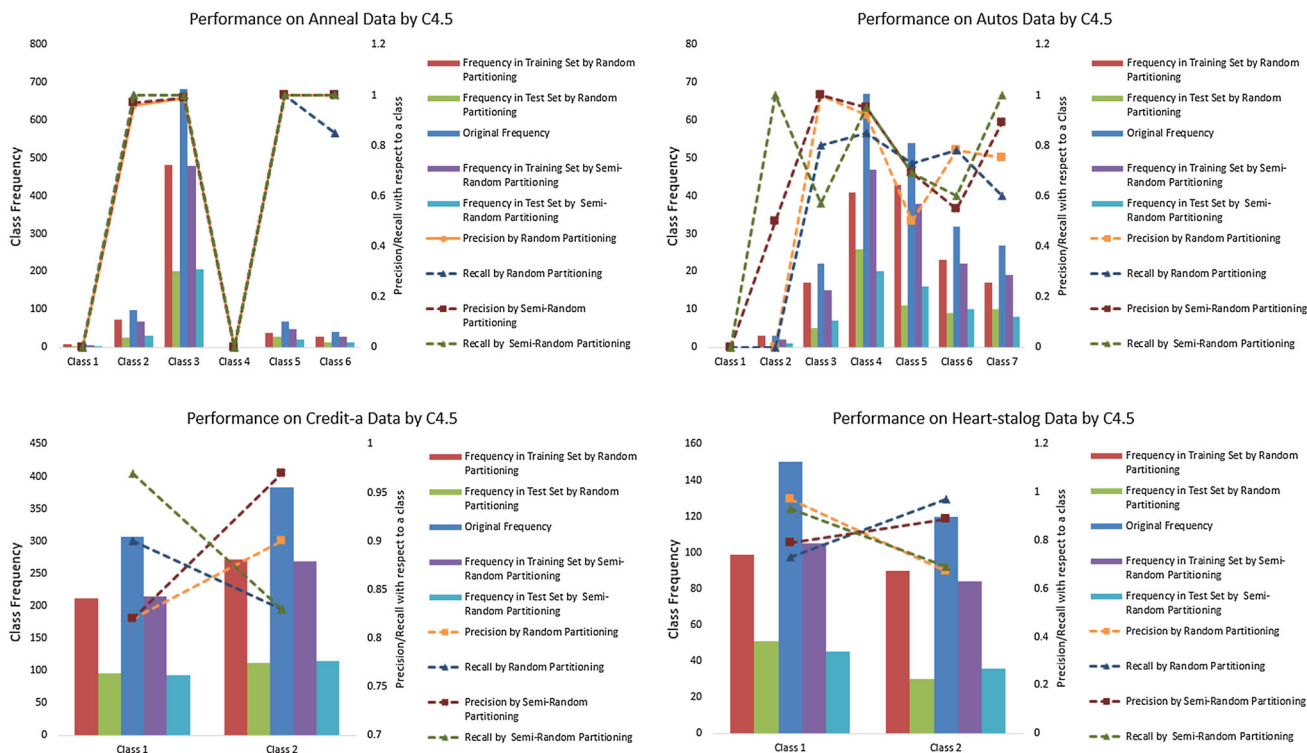 Performance on Anneal Data by C4.5
800
700
600
500
400
300
200
100
0
Class Frequency
1.2
1
0.8
0.6
0.4
0.2
0
Precision/Recall with respect to a class
Class 1
Class 2
Class 3
Class 4
Class 5
Class 6
Frequency in Training Set by Random
Partitioning
Frequency in Test Set by Random
Partitioning
Original Frequency
Frequency in Training Set by Semi-
Random Partitioning
Frequency in Test Set by Semi-
Random Partitioning
Precision by Random Partitioning
Recall by Random Partitioning
Precision by Semi-Random
Partitioning
Recall by Semi-Random Partitioning
Performance on Autos Data by C4.5
80
70
60
50
40
30
20
10
0
Class Frequency
1.2
1
0.8
0.6
0.4
0.2
0
Precision/Recall with respect to a class
Class 1
Class 2
Class 3
Class 4
Class 5
Class 6
Class 7
Frequency in Training Set by Random
Partitioning
Frequency in Test Set by Random
Partitioning
Original Frequency
Frequency in Training Set by Semi-
Random Partitioning
Frequency in Test Set by Semi-
Random Partitioning
Precision by Random Partitioning
Recall by Random Partitioning
Precision by Semi-Random
Partitioning
Recall by Semi-Random Partitioning
Performance on Credit-a Data by C4.5
450
400
350
300
250
200
150
100
50
0
Class Frequency
1
0.95
0.9
0.85
0.8
0.75
0.7
Precision/Recall with respect to a class
Class 1
Class 2
Frequency in Training Set by Random
Partitioning
Frequency in Test Set by Random
Partitioning
Original Frequency
Frequency in Training Set by Semi-
Random Partitioning
Frequency in Test Set by Semi-
Random Partitioning
Precision by Random Partitioning
Recall by Random Partitioning
Precision by Semi-Random
Partitioning
Recall by Semi-Random Partitioning
Performance on Heart-stalog Data by C4.5
160
140
120
100
80
60
40
20
0
Class Frequency
1.2
1
0.8
0.6
0.4
0.2
0
Precision/Recall with respect to a class
Class 1
Class 2
Frequency in Training Set by Random
Partitioning
Frequency in Test Set by Random
Partitioning
Original Frequency
Frequency in Training Set by Semi-
Random Partitioning
Frequency in Test Set by Semi-
Random Partitioning
Precision by Random Partitioning
Recall by Random Partitioning
Precision by Semi-Random Partitioning
Recall by Semi-Random Partitioning